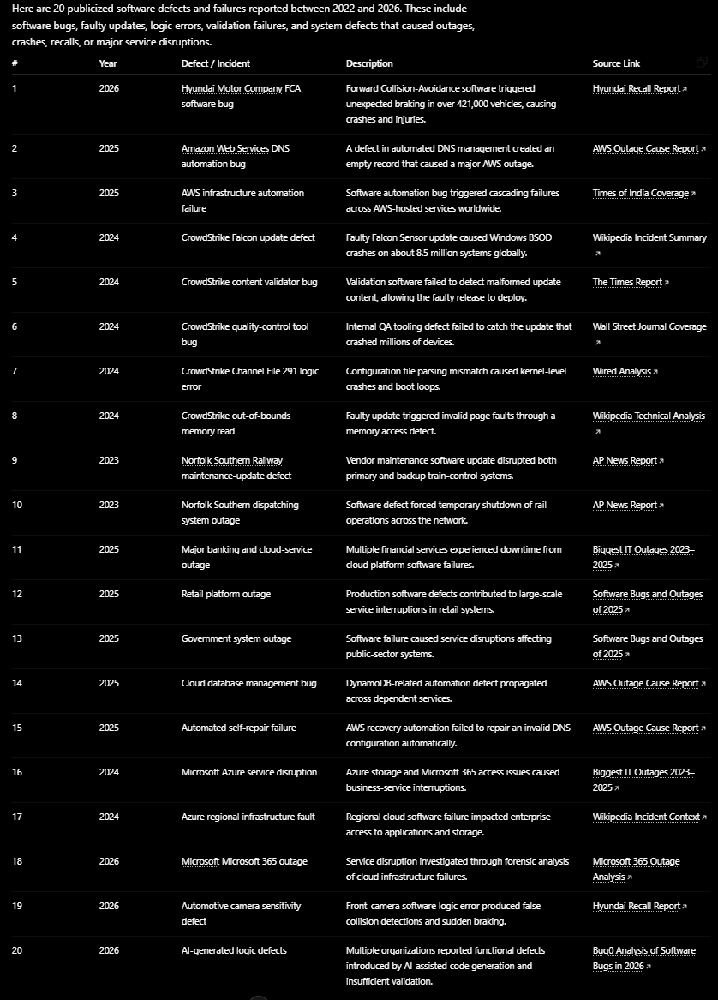 Here are 20 publicized software defects and failures reported between 2022 and 2026. These include
software bugs, faulty updates, logic errors, validation failures, and system defects that caused outages,
crashes, recalls, or major service disruptions.
# Year Defect / Incident Description Source Link
1 2026 Hyundai Motor Company FCA Forward Collision-Avoidance software triggered Hyundai Recall Report ↗
software bug unexpected braking in over 421,000 vehicles, causing
crashes and injuries.
2 2025 Amazon Web Services DNS A defect in automated DNS management created an AWS Outage Cause Report ↗
automation bug empty record that caused a major AWS outage.
3 2025 AWS infrastructure automation Software automation bug triggered cascading failures Times of India Coverage ↗
failure across AWS-hosted services worldwide.
4 2024 CrowdStrike Falcon update defect Faulty Falcon Sensor update caused Windows BSOD Wikipedia Incident Summary
crashes on about 8.5 million systems globally. ↗
5 2024 CrowdStrike content validator bug Validation software failed to detect malformed update The Times Report ↗
content, allowing the faulty release to deploy.
6 2024 CrowdStrike quality-control tool Internal QA tooling defect failed to catch the update that Wall Street Journal Coverage
bug crashed millions of devices. ↗
7 2024 CrowdStrike Channel File 291 logic Configuration file parsing mismatch caused kernel-level Wired Analysis ↗
error crashes and boot loops.
8 2024 CrowdStrike out-of-bounds Faulty update triggered invalid page faults through a Wikipedia Technical Analysis
memory read memory access defect. ↗
9 2023 Norfolk Southern Railway Vendor maintenance software update disrupted both AP News Report ↗
maintenance-update defect primary and backup train-control systems.
10 2023 Norfolk Southern dispatching Software defect forced temporary shutdown of rail AP News Report ↗
system outage operations across the network.
11 2025 Major banking and cloud-service Multiple financial services experienced downtime from Biggest IT Outages 2023–
outage cloud platform software failures. 2025 ↗
12 2025 Retail platform outage Production software defects contributed to large-scale Software Bugs and Outages
service interruptions in retail systems. of 2025 ↗
13 2025 Government system outage Software failure caused service disruptions affecting Software Bugs and Outages
public-sector systems. of 2025 ↗
14 2025 Cloud database management bug DynamoDB-related automation defect propagated AWS Outage Cause Report ↗
across dependent services.
15 2025 Automated self-repair failure AWS recovery automation failed to repair an invalid DNS AWS Outage Cause Report ↗
configuration automatically.
16 2024 Microsoft Azure service disruption Azure storage and Microsoft 365 access issues caused Biggest IT Outages 2023–
business-service interruptions. 2025 ↗
17 2024 Azure regional infrastructure fault Regional cloud software failure impacted enterprise Wikipedia Incident Context ↗
access to applications and storage.
18 2026 Microsoft Microsoft 365 outage Service disruption investigated through forensic analysis Microsoft 365 Outage
of cloud infrastructure failures. Analysis ↗
19 2026 Automotive camera sensitivity Front-camera software logic error produced false Hyundai Recall Report ↗
defect collision detections and sudden braking.
20 2026 AI-generated logic defects Multiple organizations reported functional defects Bug0 Analysis of Software
introduced by AI-assisted code generation and Bugs in 2026 ↗
insufficient validation.